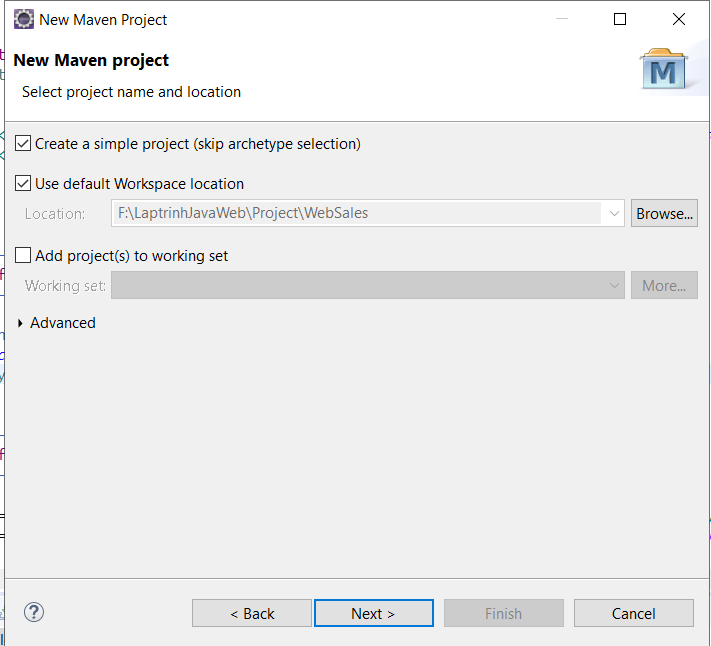 New Maven Project
New Maven project
Select project name and location
M
Create a simple project (skip archetype selection)
Use default Workspace location
Location: F:\LaptrinhJavaWeb\Project\WebSales Browse...
Add project(s) to working set
Working set: More...
Advanced
? < Back Next > Finish Cancel